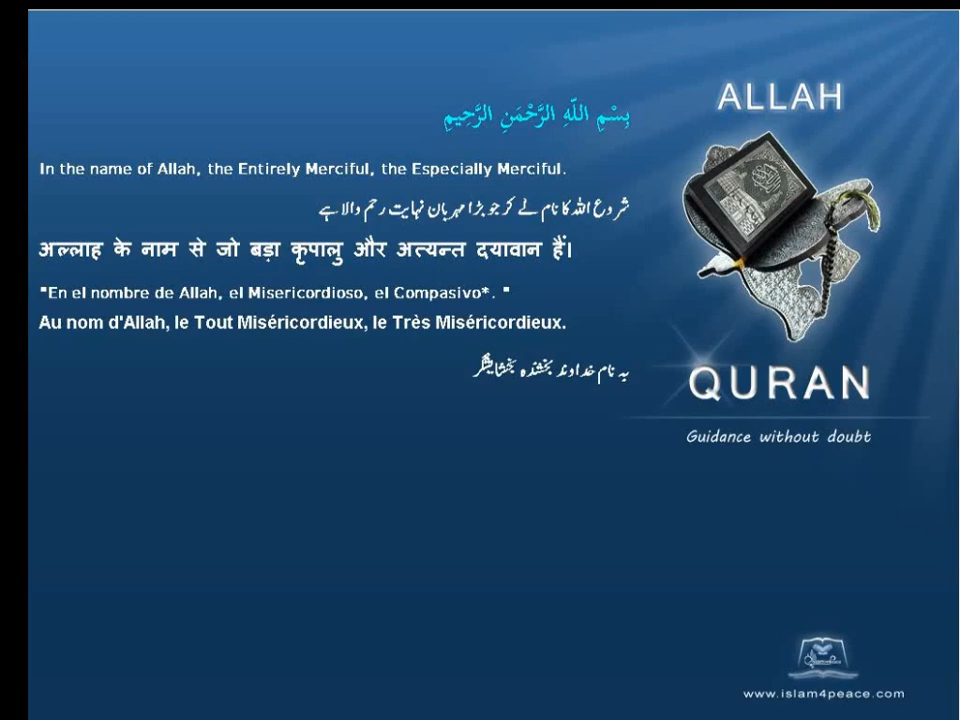 بِسْمِ اللَّهِ الرَّحْمَنِ الرَّحِيمِ
In the name of Allah, the Entirely Merciful, the Especially Merciful.
شروع اللہ کا نام لے کر جو بڑا مہربان نہایت رحم والا ہے
अल्लाह के नाम से जो बड़ा कृपालु और अत्यन्त दयावान हैं।
"En el nombre de Allah, el Misericordioso, el Compasivo*. "
Au nom d'Allah, le Tout Miséricordieux, le Très Miséricordieux.
به نام خداوند بخشنده بخشایشگر
ALLAH
QURAN
Guidance without doubt
www.islam4peace.com